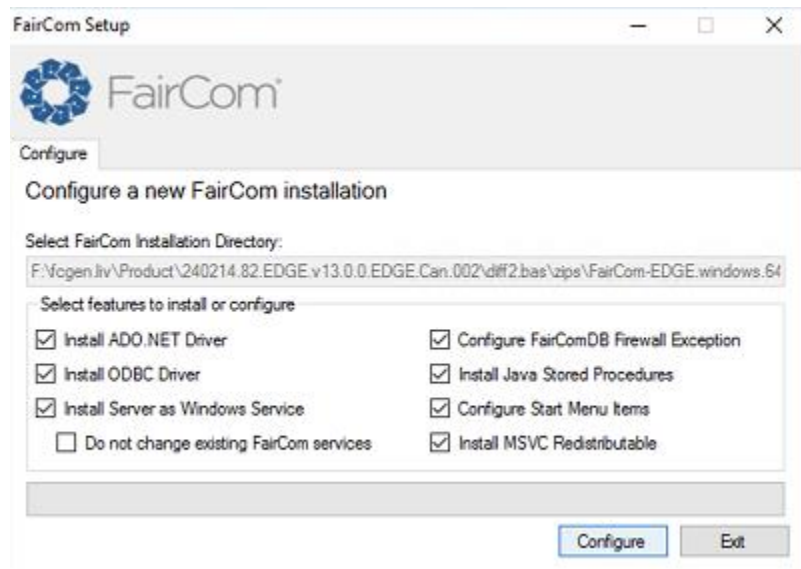 FairCom Setup
FairCom
Configure
Configure a new FairCom installation
Select FairCom Installation Directory:
F:\fcgen.liv\Product\240214.82.EDGE.v13.0.0.EDGE.Can.002\diff2.bas\zips\FairCom-EDGE.windows.64
Select features to install or configure
Install ADO.NET Driver
Configure FairComDB Firewall Exception
Install ODBC Driver
Install Java Stored Procedures
Install Server as Windows Service
Configure Start Menu Items
Do not change existing FairCom services
Install MSVC Redistributable
Configure
Exit